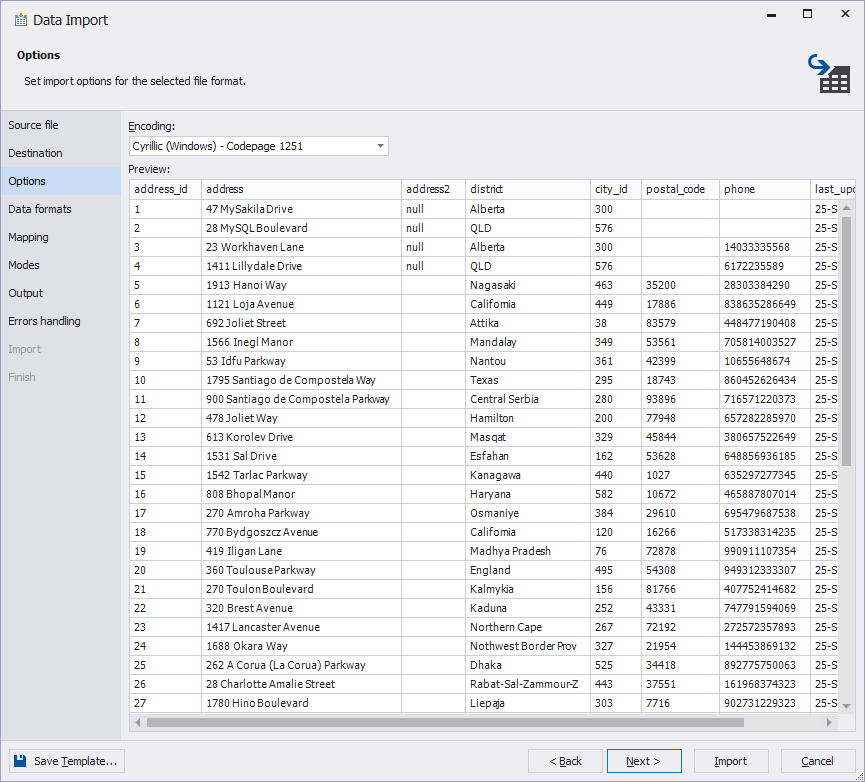 Data Import
Options
Set import options for the selected file format.
Source file
Destination
Options
Data formats
Mapping
Modes
Output
Errors handling
Import
Finish
Encoding:
Cyrillic (Windows) - Codepage 1251
Preview:
address_id address address2 district city_id postal_code phone last_upd
1 47 MySakila Drive null Alberta 300 25-S
2 28 MySQL Boulevard null QLD 576 25-S
3 23 Workhaven Lane null Alberta 300 14033335568 25-S
4 1411 Lillydale Drive null QLD 576 6172235589 25-S
5 1913 Hanoi Way Nagasaki 463 35200 28303384290 25-S
6 1121 Loja Avenue California 449 17886 838635286649 25-S
7 692 Joliet Street Attika 38 83579 448477190408 25-S
8 1566 Inegl Manor Mandalay 349 53561 705814003527 25-S
9 53 Idfu Parkway Nantou 361 42399 10655648674 25-S
10 1795 Santiago de Compostela Way Texas 295 18743 860452626434 25-S
11 900 Santiago de Compostela Parkway Central Serbia 280 93896 716571220373 25-S
12 478 Joliet Way Hamilton 200 77948 657282285970 25-S
13 613 Korolev Drive Masqat 329 45844 380657522649 25-S
14 1531 Sal Drive Esfahan 162 53628 648856936185 25-S
15 1542 Tarlac Parkway Kanagawa 440 1027 635297277345 25-S
16 808 Bhopal Manor Haryana 582 10672 465887807014 25-S
17 270 Amroha Parkway Osmaniye 384 29610 695479687538 25-S
18 770 Bydgoszcz Avenue California 120 16266 517338314235 25-S
19 419 Iligan Lane Madhya Pradesh 76 72878 990911107354 25-S
20 360 Toulouse Parkway England 495 54308 949312333307 25-S
21 270 Toulon Boulevard Kalmykia 156 81766 407752414682 25-S
22 320 Brest Avenue Kaduna 252 43331 747791594069 25-S
23 1417 Lancaster Avenue Northern Cape 267 72192 272572357893 25-S
24 1688 Okara Way Nothwest Border Prov 327 21954 144453869132 25-S
25 262 A Corua (La Corua) Parkway Dhaka 525 34418 892775750063 25-S
26 28 Charlotte Amalie Street Rabat-Sal-Zammour-Z 443 37551 161968374323 25-S
27 1780 Hino Boulevard Liepaja 303 7716 902731229323 25-S
Save Template... < Back Next > Import Cancel